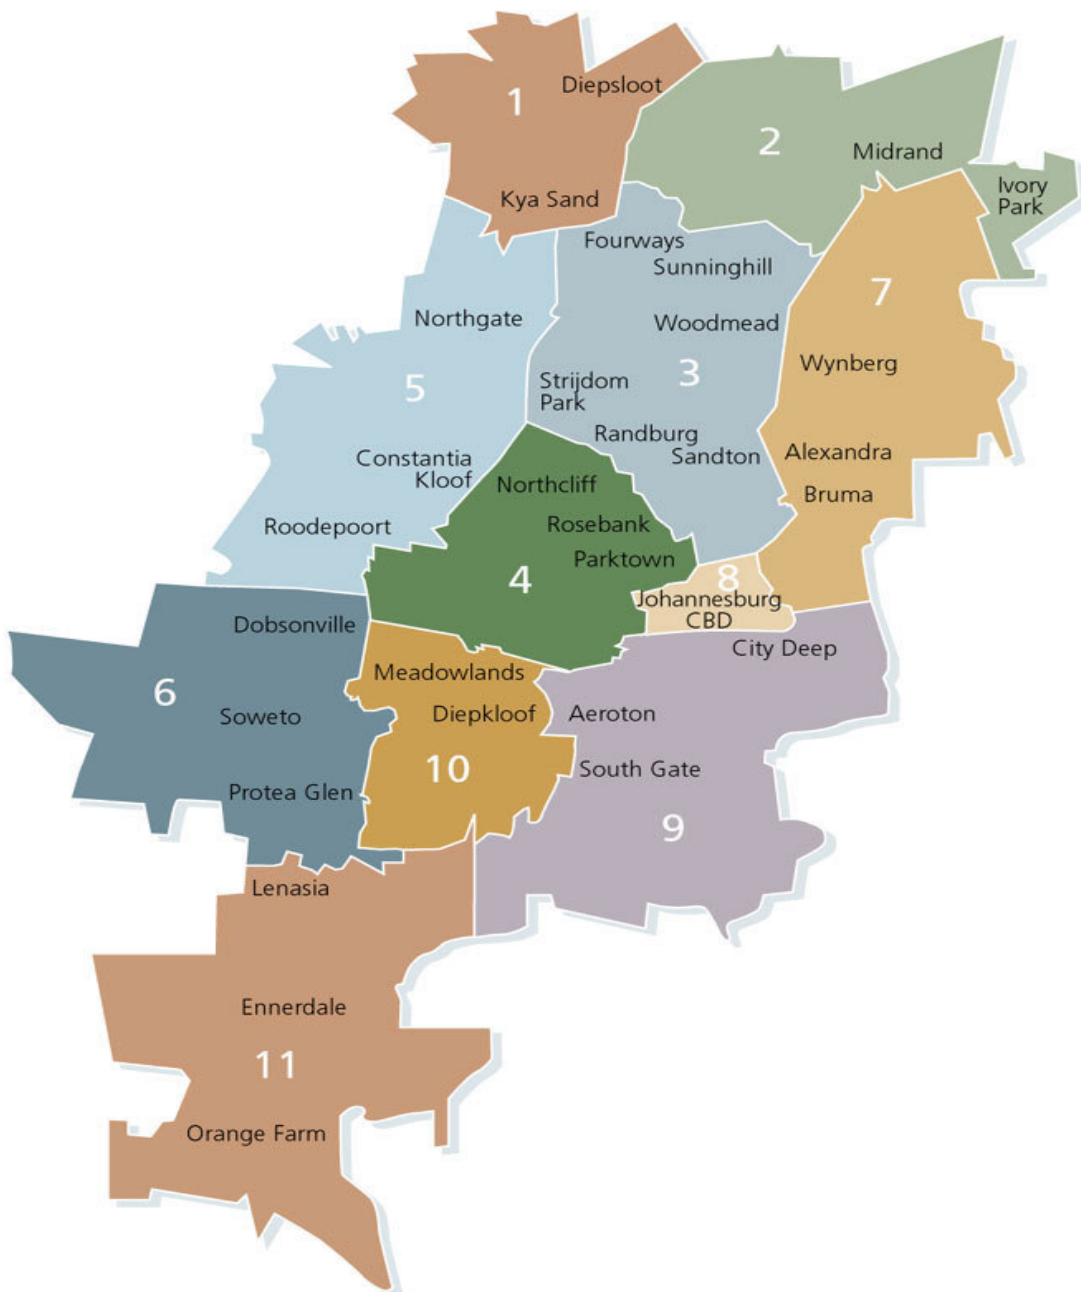 Diepsloot
1
2
Midrand
Ivory
Park
Kya Sand
Fourways
Sunninghill
7
Northgate
Woodmead
Wynberg
3
5
Strijdom
Park
Randburg
Sandton
Alexandra
Constantia
Kloof
Northcliff
Bruma
Roodepoort
Rosebank
Parktown
4
8
Johannesburg
CBD
Dobsonville
City Deep
Meadowlands
6
Soweto
Diepkloof
Aeroton
10
South Gate
Protea Glen
9
Lenasia
Ennerdale
11
Orange Farm